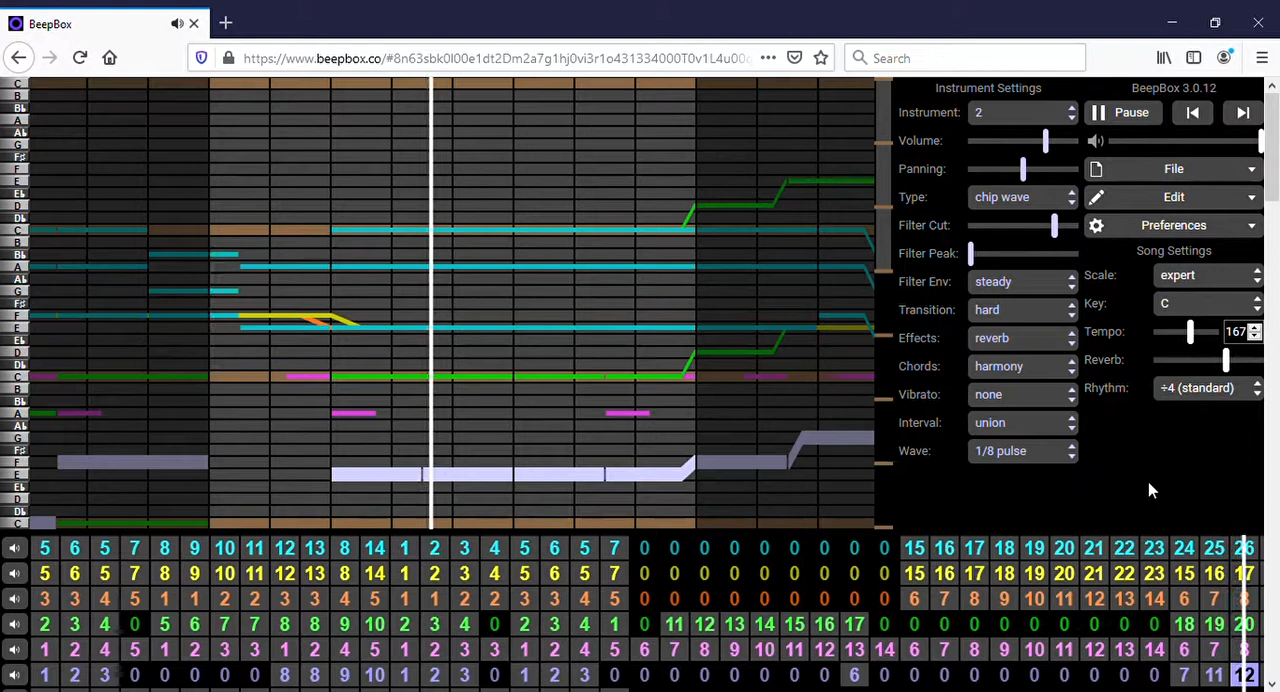 BeepBox
https://www.beepbox.co/#8n63sbk0l00e1dt2Dm2a7g1hj0vi3r1o431334000T0v1L4u00
Search
C
B
B♭
A
A♭
G
F♯
F
E
E♭
D
D♭
C
B
B♭
A
A♭
G
F♯
F
E
E♭
D
D♭
C
B
B♭
A
A♭
G
F♯
F
E
E♭
D
D♭
C
Instrument Settings
Instrument: 2
Volume:
Panning:
Type: chip wave
Filter Cut:
Filter Peak:
Filter Env: steady
Transition: hard
Effects: reverb
Chords: harmony
Vibrato: none
Interval: union
Wave: 1/8 pulse
BeepBox 3.0.12
Pause
File
Edit
Preferences
Song Settings
Scale: expert
Key: C
Tempo: 167
Reverb:
Rhythm: ÷4 (standard)
5 6 5 7 8 9 10 11 12 13 8 14 1 2 3 4 5 6 5 7 0 0 0 0 0 0 0 0 0 15 16 17 18 19 20 21 22 23 24 25 26
5 6 5 7 8 9 10 11 12 13 8 14 1 2 3 4 5 6 5 7 0 0 0 0 0 0 0 0 0 15 16 17 18 19 20 21 22 23 15 16 17
3 3 4 5 1 1 2 2 3 3 4 5 1 1 2 2 3 3 4 5 0 0 0 0 0 0 0 0 0 6 7 8 9 10 11 12 13 14 6 7 8
2 3 4 0 5 6 7 7 8 8 9 10 2 3 4 0 2 3 4 1 0 11 12 13 14 15 16 17 0 0 0 0 0 0 0 0 0 0 18 19 20
1 2 4 5 1 2 3 3 1 2 4 5 1 2 3 3 1 2 4 5 6 7 8 9 10 11 12 13 14 6 7 8 9 10 11 12 13 14 6 7 8
1 2 3 0 0 0 0 0 8 8 9 10 1 2 3 0 1 2 3 0 0 0 0 0 0 0 0 6 0 0 0 0 0 0 0 0 0 0 7 11 12